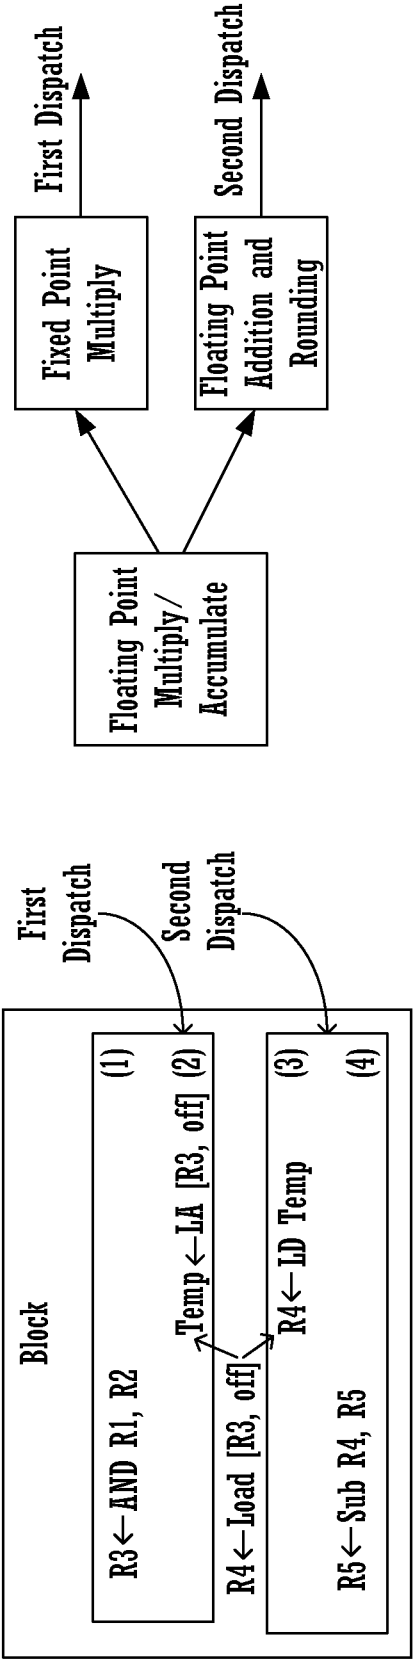 Block
R3←AND R1, R2 (1)
Temp←LA [R3, off] (2)
R4←Load [R3, off]
R4←LD Temp (3)
R5←Sub R4, R5 (4)
First
Dispatch
Second
Dispatch
Floating Point
Multiply/
Accumulate
Fixed Point
Multiply
First Dispatch
Floating Point
Addition and
Rounding
Second Dispatch